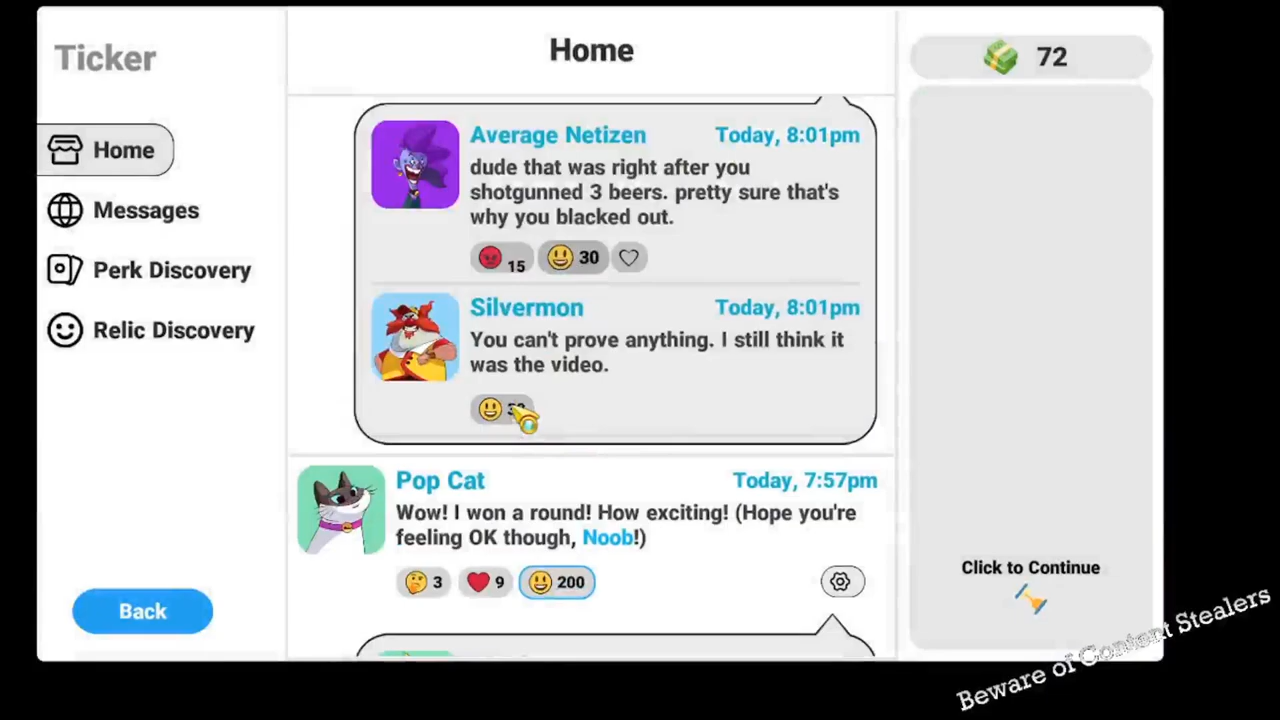 Ticker
Home
72
Home
Messages
Perk Discovery
Relic Discovery
Back
Average Netizen
Today, 8:01pm
dude that was right after you
shotgunned 3 beers. pretty sure that's
why you blacked out.
15
30
Silvermon
Today, 8:01pm
You can't prove anything. I still think it
was the video.
Pop Cat
Today, 7:57pm
Wow! I won a round! How exciting! (Hope you're
feeling OK though, Noob!)
3
9
200
Click to Continue
Beware of Content Stealers